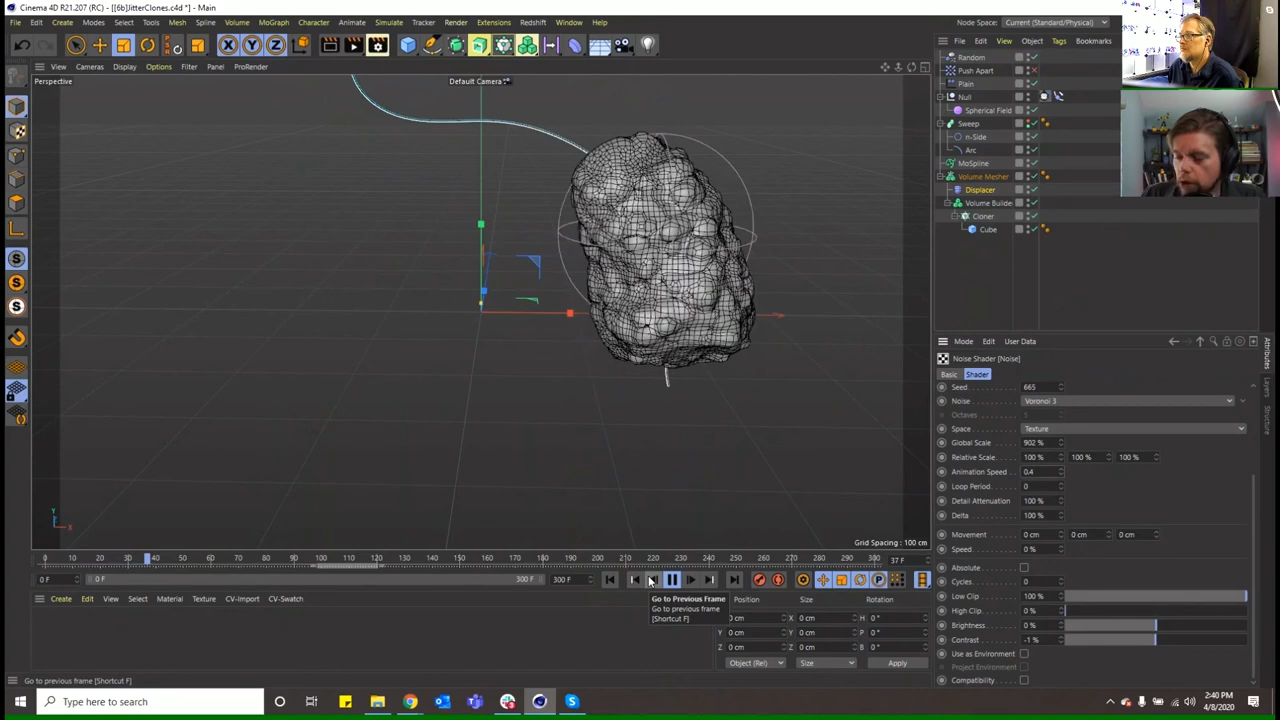 Cinema 4D R21.207 (RC) - [[6b]JitterClones.c4d *] - Main
File Edit Create Modes Select Tools Mesh Spline Volume MoGraph Character Animate Simulate Tracker Render Extensions Redshift Window Help
Node Space: Current (Standard/Physical)
X Y Z
View Cameras Display Options Filter Panel ProRender
Perspective
Default Camera
File Edit View Object Tags Bookmarks
Random
Push Apart
Plain
Null
Spherical Field
Sweep
n-Side
Arc
MoSpline
Volume Mesher
Displacer
Volume Builde
Cloner
Cube
Mode Edit User Data
Noise Shader [Noise]
Basic Shader
Seed 665
Noise Voronoi 3
Octaves 5
Space Texture
Global Scale 902 %
Relative Scale 100 % 100 % 100 %
Animation Speed 0.4
Loop Period 0
Detail Attenuation 100 %
Delta 100 %
Movement 0 cm 0 cm 0 cm
Speed 0 %
Absolute
Cycles 0
Low Clip 100 %
High Clip 0 %
Brightness 0 %
Contrast -1 %
Use as Environment
Project Environment
Compatibility
Attributes
Layers
Structure
Y
X
Grid Spacing : 100 cm
0 10 20 30 40 50 60 70 80 90 100 110 120 130 140 150 160 170 180 190 200 210 220 230 240 250 260 270 280 290 300
37 F
0 F 0 F 300 F 300 F
Create Edit View Select Material Texture CV-Import CV-Swatch
Go to Previous Frame
Go to previous frame
[Shortcut F]
Position Size Rotation
0 cm X 0 cm H 0 °
Y 0 cm Y 0 cm P 0 °
Z 0 cm Z 0 cm B 0 °
Object (Rel) Size Apply
Go to previous frame [Shortcut F]
Type here to search
2:40 PM
4/8/2020